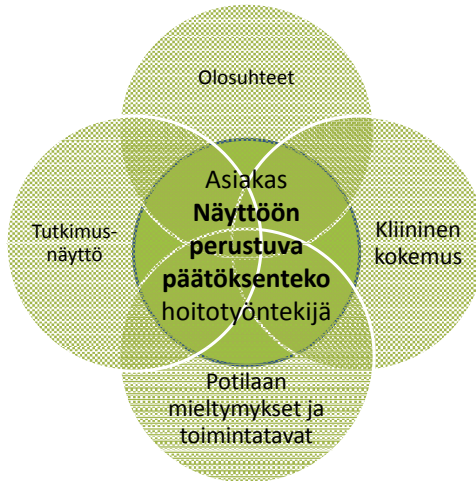 Olosuhteet
Asiakas
Näyttöön
perustuva
päätöksenteko
hoitotyöntekijä
Tutkimus-
näyttö
Kliininen
kokemus
Potilaan
mieltymykset ja
toimintatavat